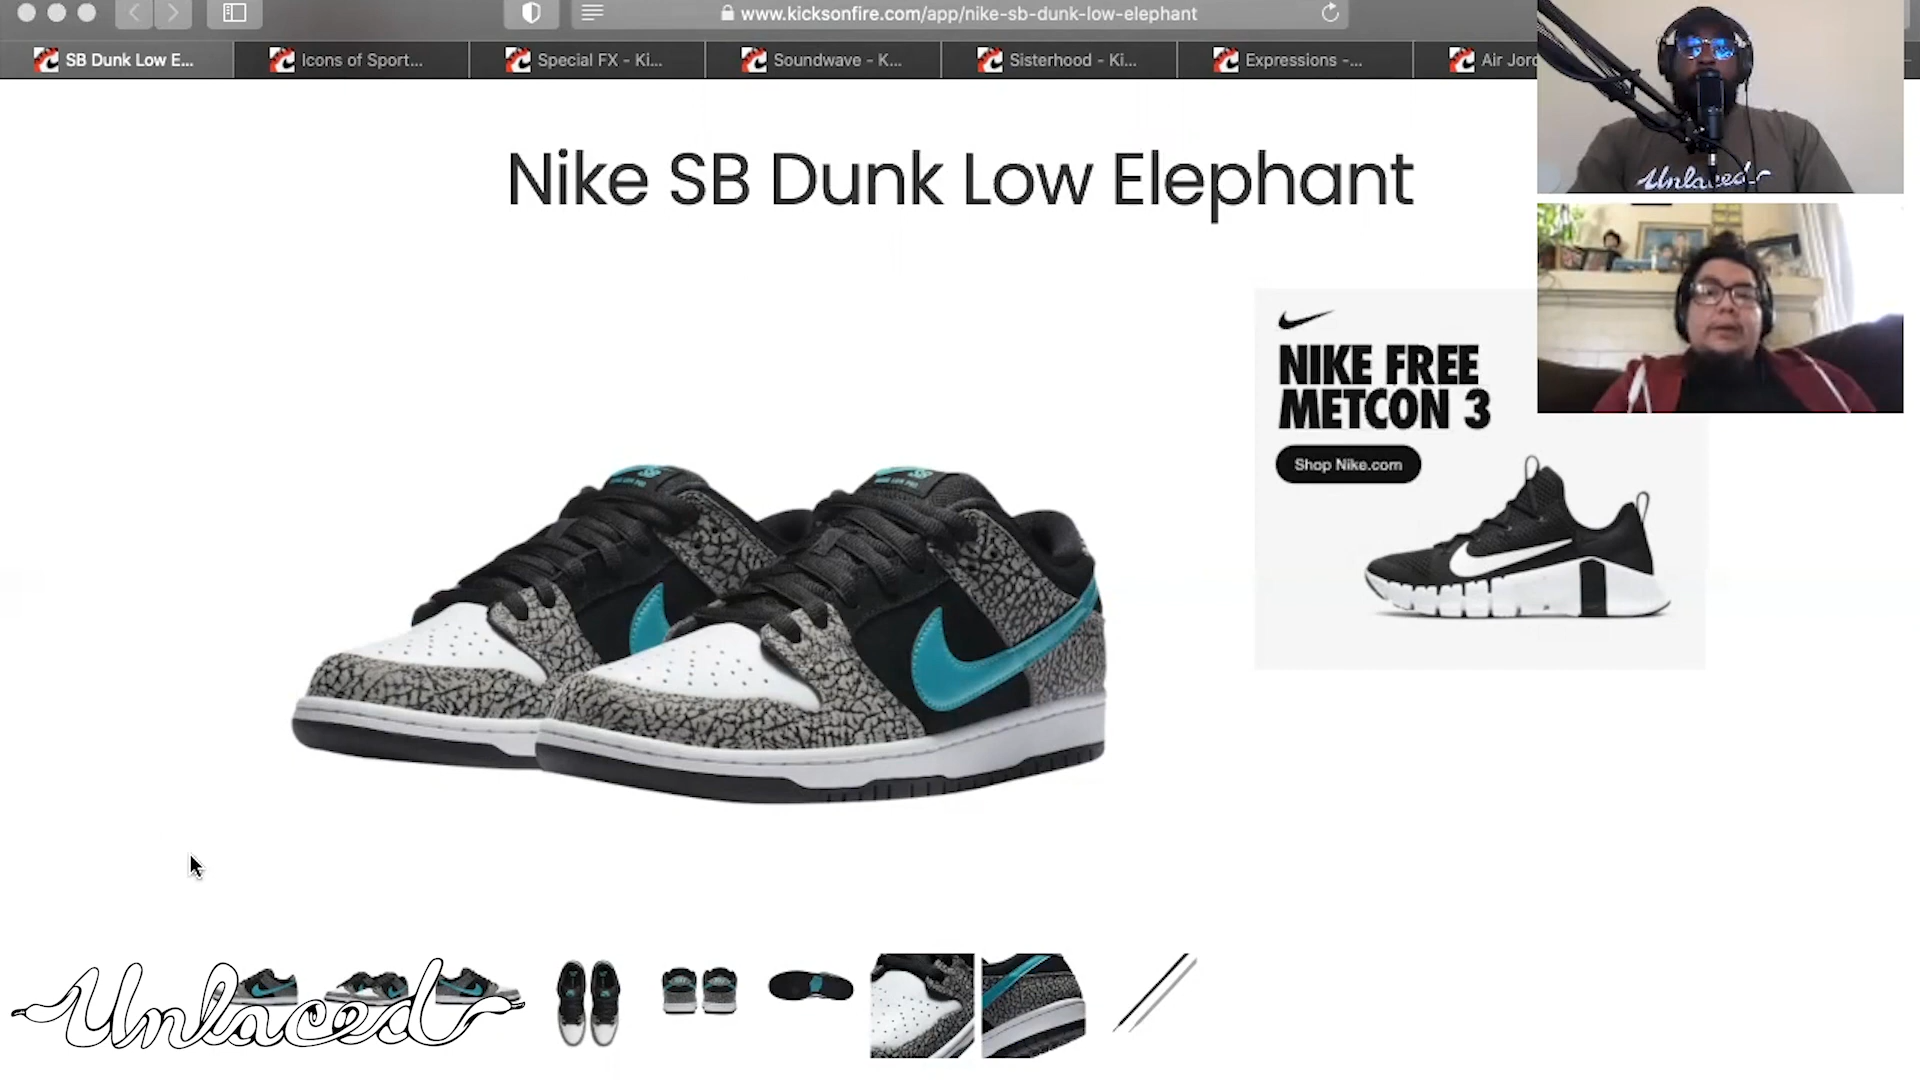 www.kicksonfire.com/app/nike-sb-dunk-low-elephant
SB Dunk Low E...
Icons of Sport...
Special FX - Ki...
Soundwave - K...
Sisterhood - Ki...
Expressions -...
Air Jord
Nike SB Dunk Low Elephant
Unlaced
NIKE FREE
METCON 3
Shop Nike.com
SB
SB
Unlaced